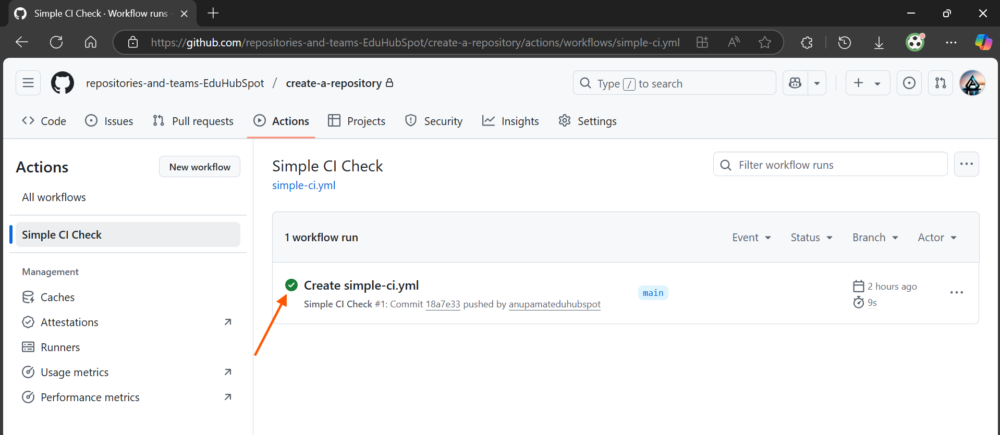 Simple CI Check · Workflow runs ·
https://github.com/repositories-and-teams-EduHubSpot/create-a-repository/actions/workflows/simple-ci.yml
repositories-and-teams-EduHubSpot / create-a-repository
Type / to search
Code
Issues
Pull requests
Actions
Projects
Security
Insights
Settings
Actions
New workflow
All workflows
Simple CI Check
Management
Caches
Attestations
Runners
Usage metrics
Performance metrics
Simple CI Check
simple-ci.yml
Filter workflow runs
1 workflow run
Event
Status
Branch
Actor
Create simple-ci.yml
Simple CI Check #1: Commit 18a7e33 pushed by anupamateduhubspot
main
2 hours ago
9s